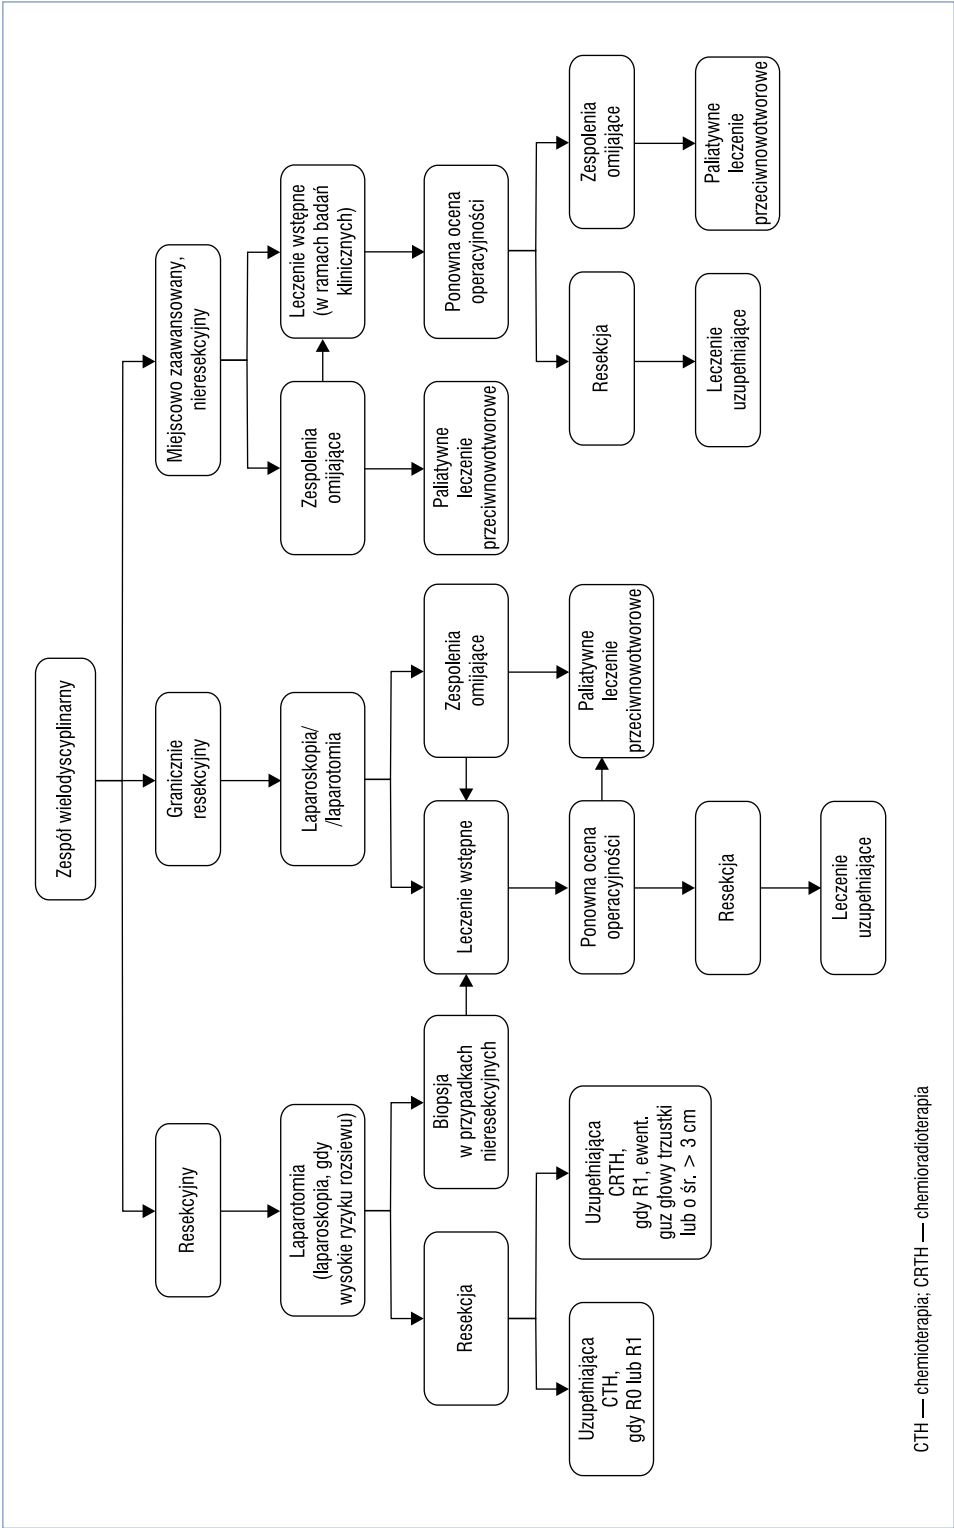 Zespół wielodyscyplinarny
Resekcyjny
Granicznie
resekcyjny
Miejscowo zaawansowany,
nieresekcyjny
Laparotomia
(laparoskopia, gdy
wysokie ryzyku rozsiewu)
Laparoskopia/
/laparotomia
Zespolenia
omijające
Leczenie wstępne
(w ramach badań
klinicznych)
Resekcja
Biopsja
w przypadkach
nieresekcyjnych
Leczenie wstępne
Zespolenia
omijające
Paliatywne
leczenie
przeciwnowotworowe
Ponowna ocena
operacyjności
Uzupełniająca
CTH,
gdy R0 lub R1
Uzupełniająca
CRTH,
gdy R1, ewent.
guz głowy trzustki
lub o śr. > 3 cm
Ponowna ocena
operacyjności
Paliatywne
leczenie
przeciwnowotworowe
Resekcja
Zespolenia
omijające
Resekcja
Leczenie
uzupełniające
Paliatywne
leczenie
przeciwnowotworowe
Leczenie
uzupełniające
CTH — chemioterapia; CRTH — chemioradioterapia